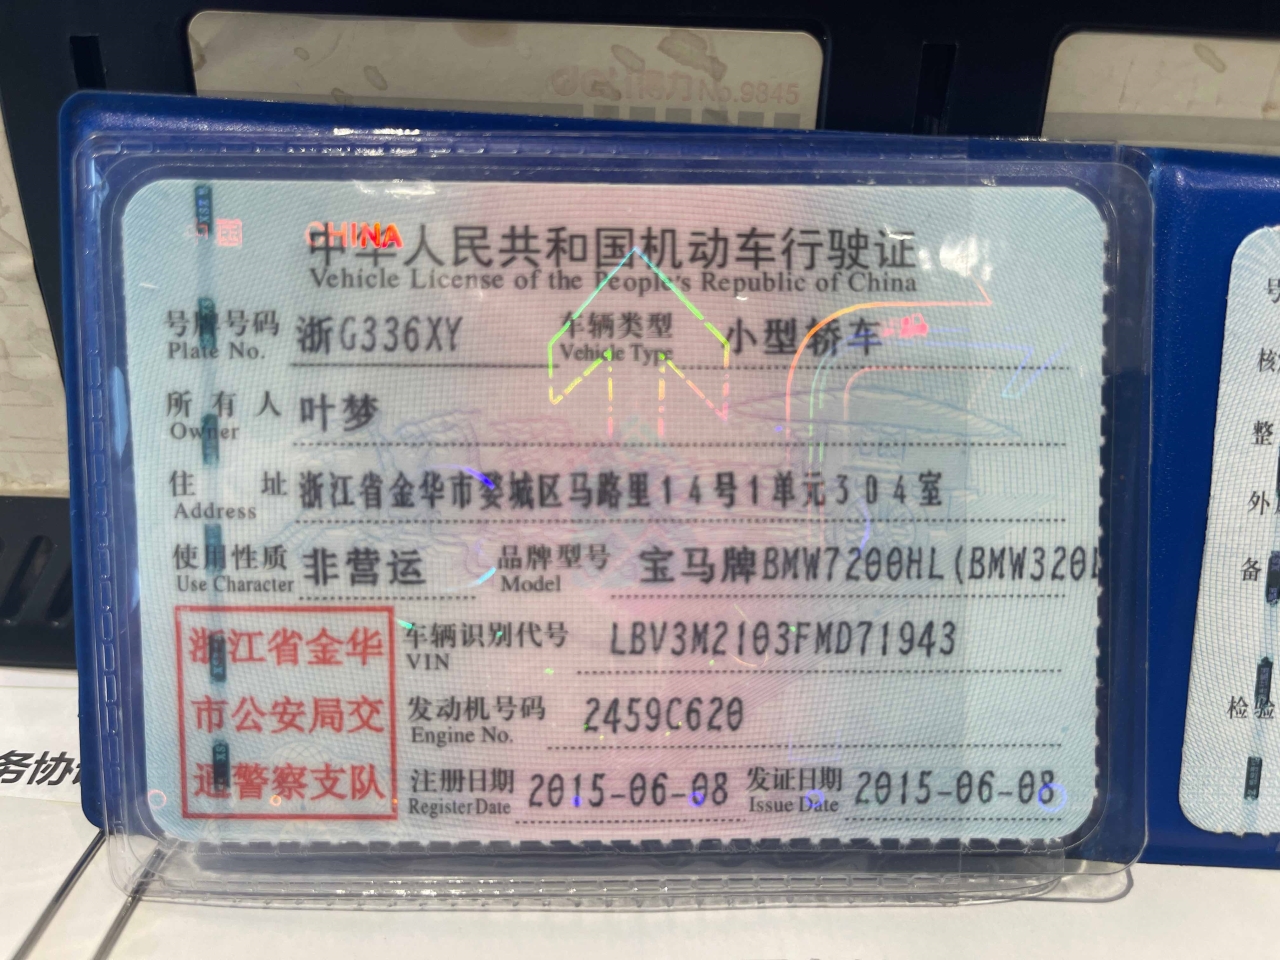 得力 No.9845
CHINA
中华人民共和国机动车行驶证
Vehicle License of the People's Republic of China
号牌号码 浙G336XY 车辆类型 小型轿车
Plate No. Vehicle Type
所有人 叶梦
Owner
住址 浙江省金华市婺城区马路里14号1单元304室
Address
使用性质 非营运 品牌型号 宝马牌BMW7200HL(BMW320L
Use Character Model
浙江省金华
市公安局交
通警察支队
车辆识别代号 LBV3M2103FMD71943
VIN
发动机号码 2459C620
Engine No.
注册日期 2015-06-08 发证日期 2015-06-08
Register Date Issue Date
号
核
整
外
备
检验
务协